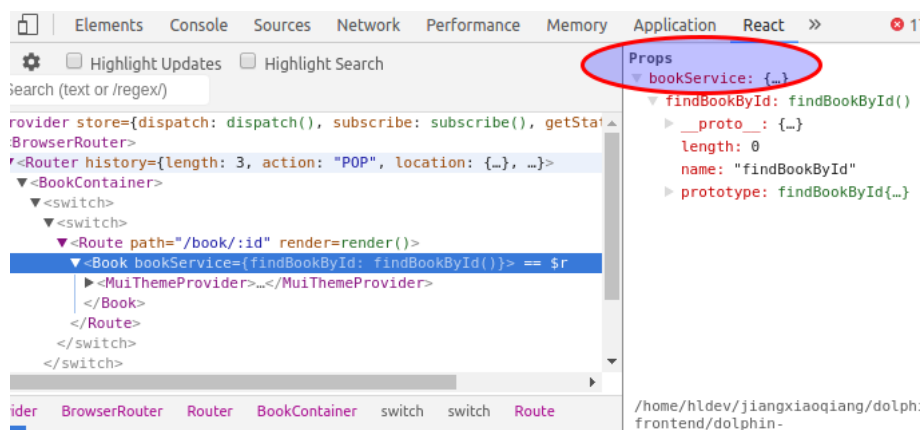 Elements Console Sources Network Performance Memory Application React »
Highlight Updates Highlight Search
Search (text or /regex/)
rovider store={dispatch: dispatch(), subscribe: subscribe(), getStat
BrowserRouter>
<Router history={length: 3, action: "POP", location: {…}, …}>
<BookContainer>
<switch>
<switch>
<Route path="/book/:id" render=render()>
<Book bookService={findBookById: findBookById()}> == $r
<MuiThemeProvider>…</MuiThemeProvider>
</Book>
</Route>
</switch>
</switch>
vider BrowserRouter Router BookContainer switch switch Route
Props
bookService: {…}
findBookById: findBookById()
__proto__: {…}
length: 0
name: "findBookById"
prototype: findBookById{…}
/home/hldev/jiangxiaoqiang/dolphi
frontend/dolphin-